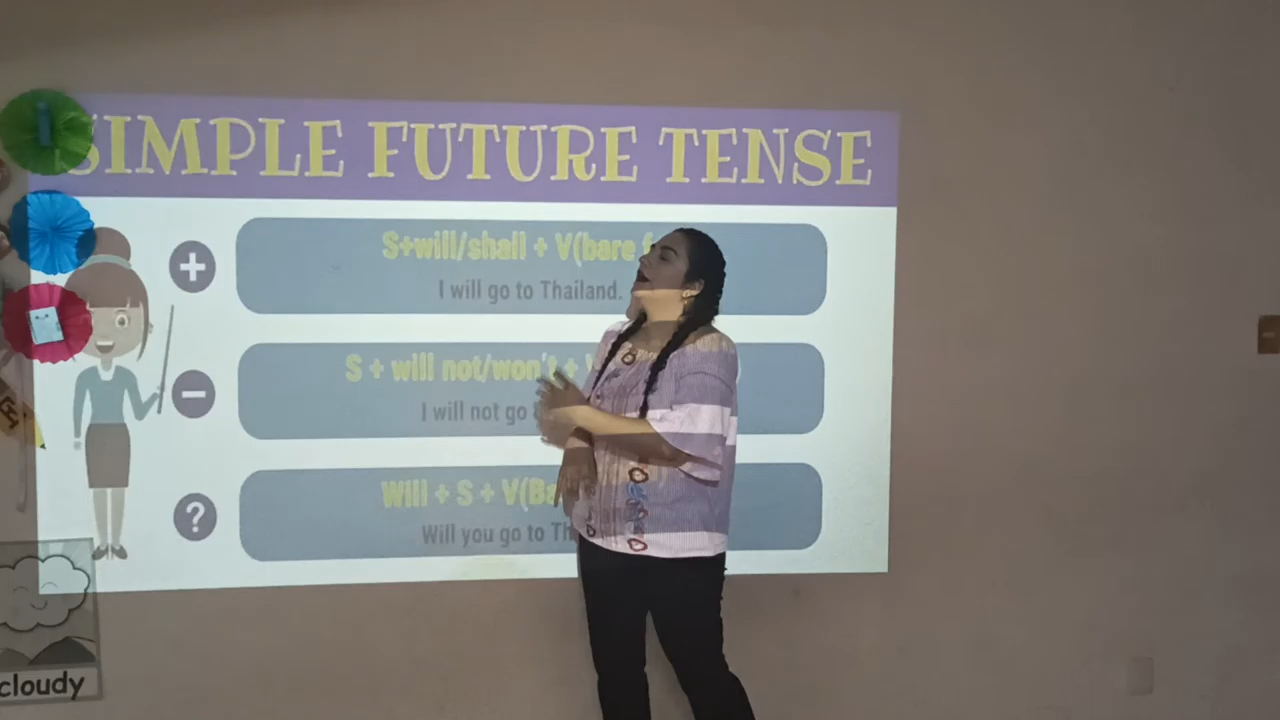 SIMPLE FUTURE TENSE
S+will/shall + V(bare
I will go to Thailand.
S + will not/won't +
I will not go
Will + S + V(Ba
Will you go to Th
cloudy